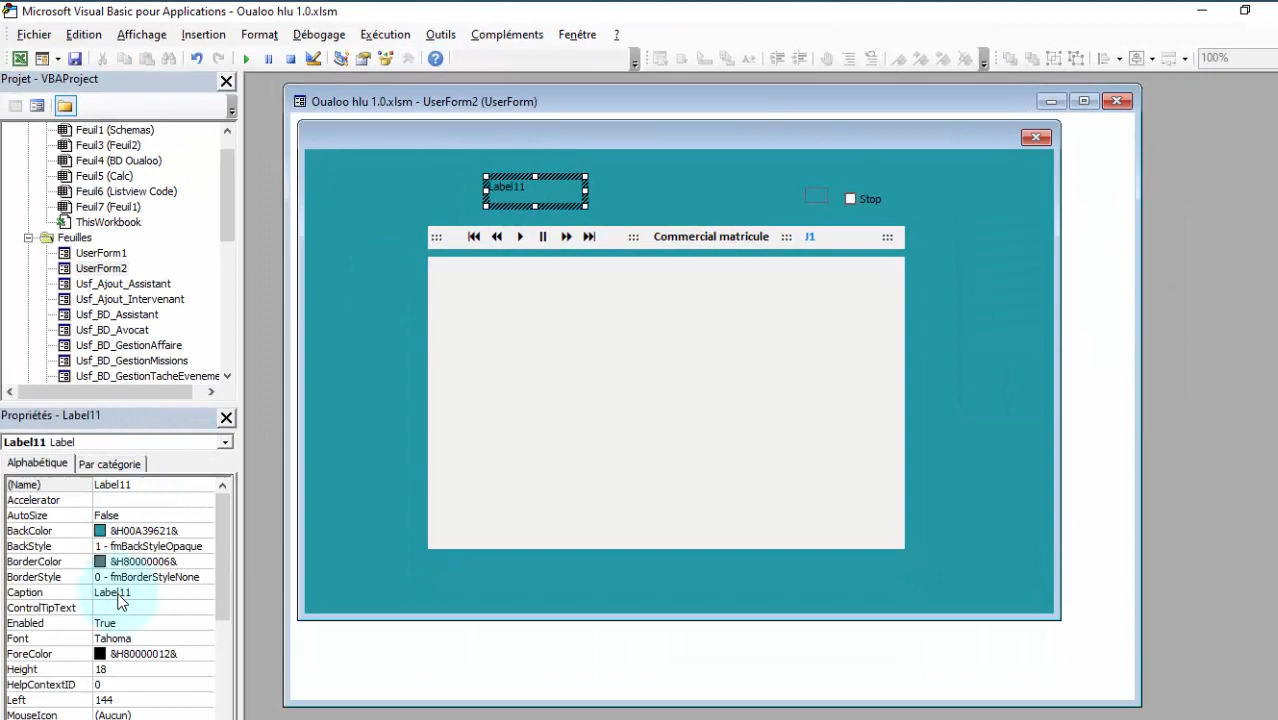 Microsoft Visual Basic pour Applications - Oualoo hlu 1.0.xlsm
Fichier Edition Affichage Insertion Format Débogage Exécution Outils Compléments Fenêtre ?
100%
Projet - VBAProject
Feuil1 (Schemas)
Feuil3 (Feuil2)
Feuil4 (BD Oualoo)
Feuil5 (Calc)
Feuil6 (Listview Code)
Feuil7 (Feuil1)
ThisWorkbook
Feuilles
UserForm1
UserForm2
Usf_Ajout_Assistant
Usf_Ajout_Intervenant
Usf_BD_Assistant
Usf_BD_Avocat
Usf_BD_GestionAffaire
Usf_BD_GestionMissions
Usf_BD_GestionTacheEveneme
Propriétés - Label11
Label11 Label
Alphabétique Par catégorie
(Name) Label11
Accelerator
AutoSize False
BackColor &H00A39621&
BackStyle 1 - fmBackStyleOpaque
BorderColor &H80000006&
BorderStyle 0 - fmBorderStyleNone
Caption Label11
ControlTipText
Enabled True
Font Tahoma
ForeColor &H80000012&
Height 18
HelpContextID 0
Left 144
MouseIcon (Aucun)
Oualoo hlu 1.0.xlsm - UserForm2 (UserForm)
Label11
Stop
::: ::: Commercial matricule ::: J1 :::